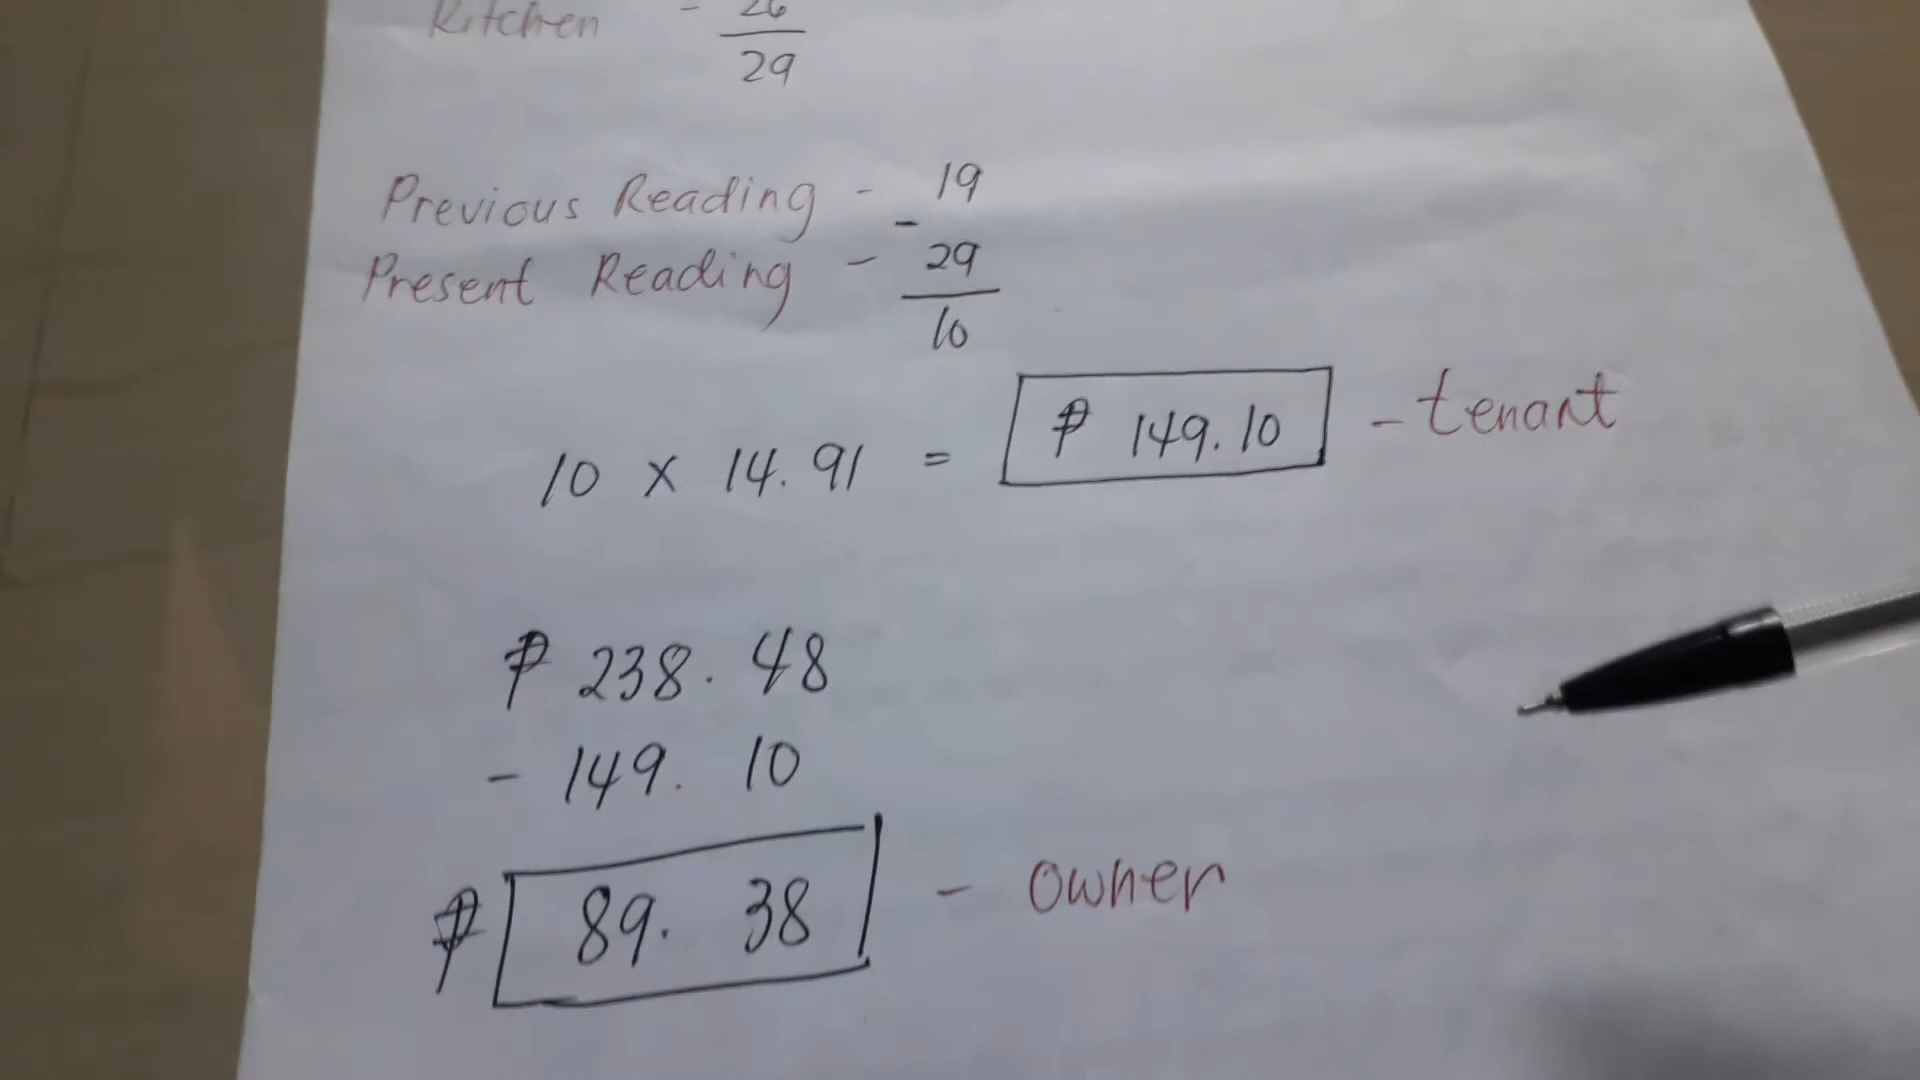 Kitchen - 26
29
Previous Reading - 19
-
Present Reading - 29
10
10 x 14.91 = ₱ 149.10 - tenant
₱ 238.48
- 149.10
₱ 89.38 - owner